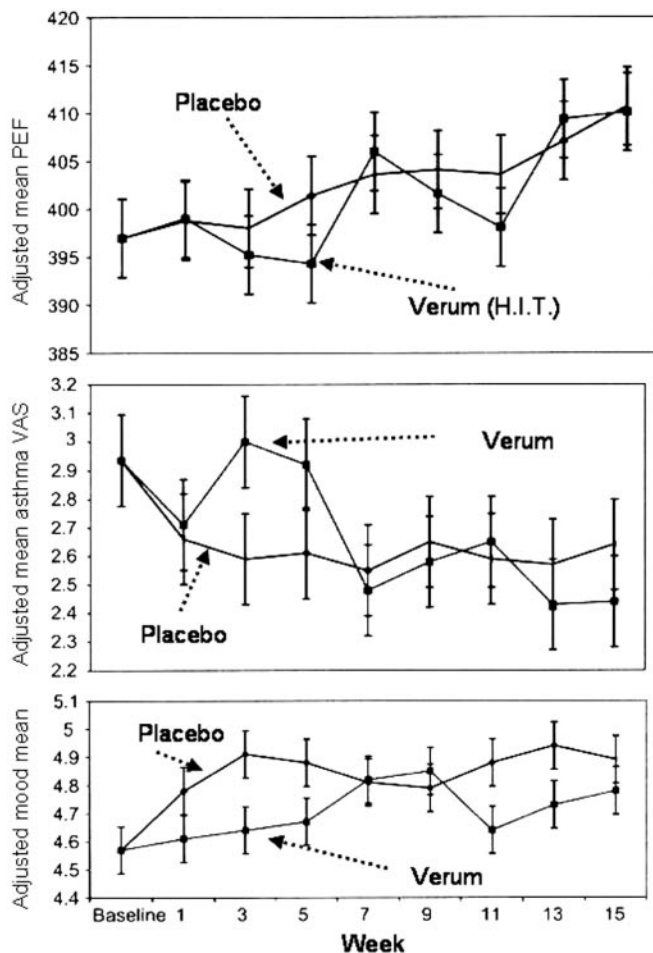 Adjusted mean PEF
420
415
410
405
400
395
390
385
Placebo
Verum (H.I.T.)
Adjusted mean asthma VAS
3.2
3.1
3
2.9
2.8
2.7
2.6
2.5
2.4
2.3
2.2
Verum
Placebo
Adjusted mood mean
5.1
5
4.9
4.8
4.7
4.6
4.5
4.4
Placebo
Verum
Baseline 1 3 5 7 9 11 13 15
Week